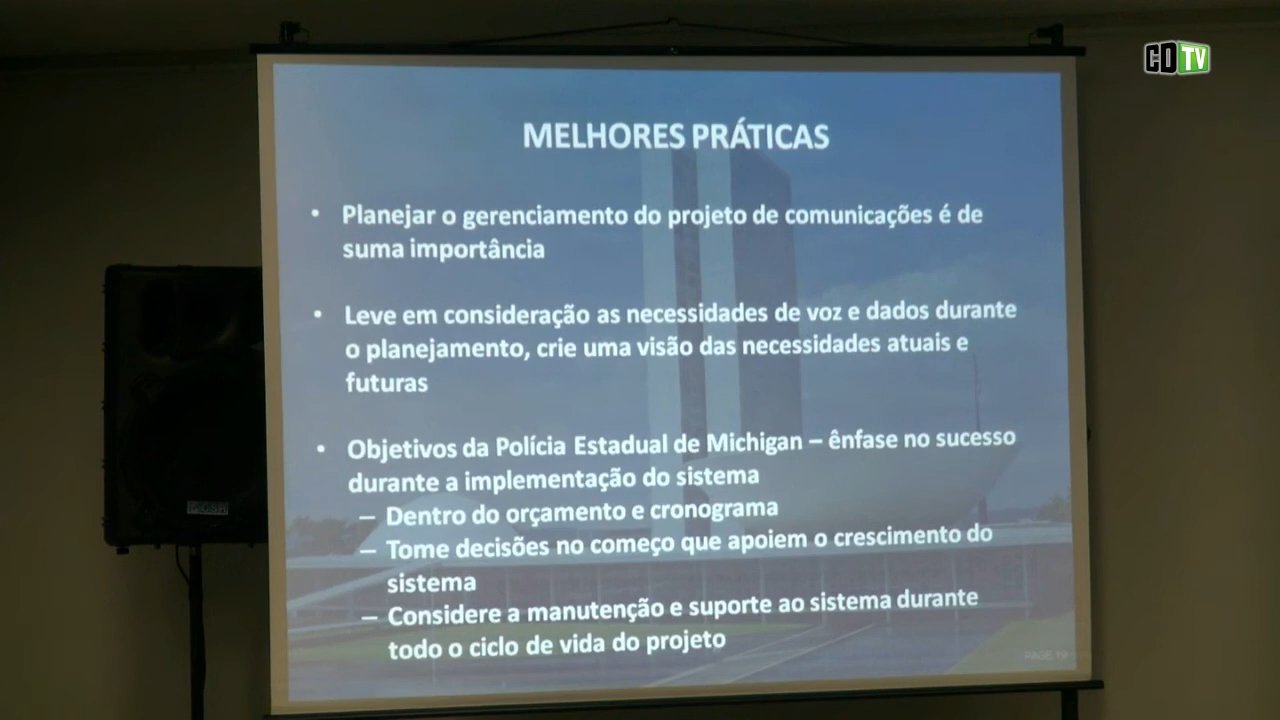 CDTV
MELHORES PRÁTICAS
• Planejar o gerenciamento do projeto de comunicações é de
suma importância
• Leve em consideração as necessidades de voz e dados durante
o planejamento, crie uma visão das necessidades atuais e
futuras
• Objetivos da Polícia Estadual de Michigan – ênfase no sucesso
durante a implementação do sistema
– Dentro do orçamento e cronograma
– Tome decisões no começo que apoiem o crescimento do
sistema
– Considere a manutenção e suporte ao sistema durante
todo o ciclo de vida do projeto
PAGE 19